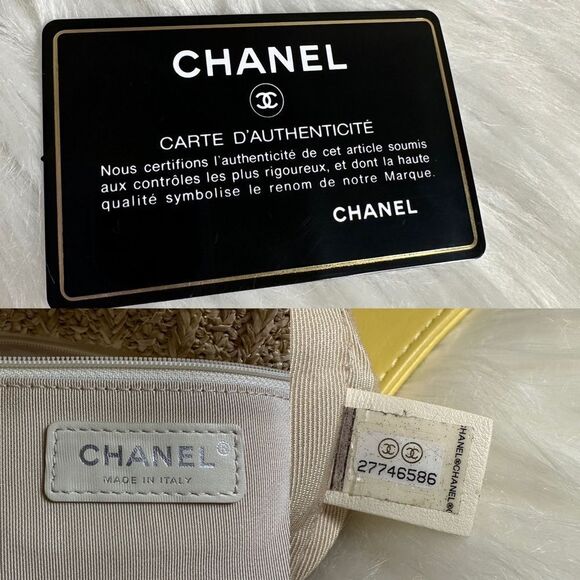 CHANEL
CARTE D'AUTHENTICITÉ
Nous certifions l'authenticité de cet article soumis
aux contrôles les plus rigoureux, et dont la haute
qualité symbolise le renom de notre Marque.
CHANEL
CHANEL®
MADE IN ITALY
27746586
HANEL®CHANEL®
CHANEL®